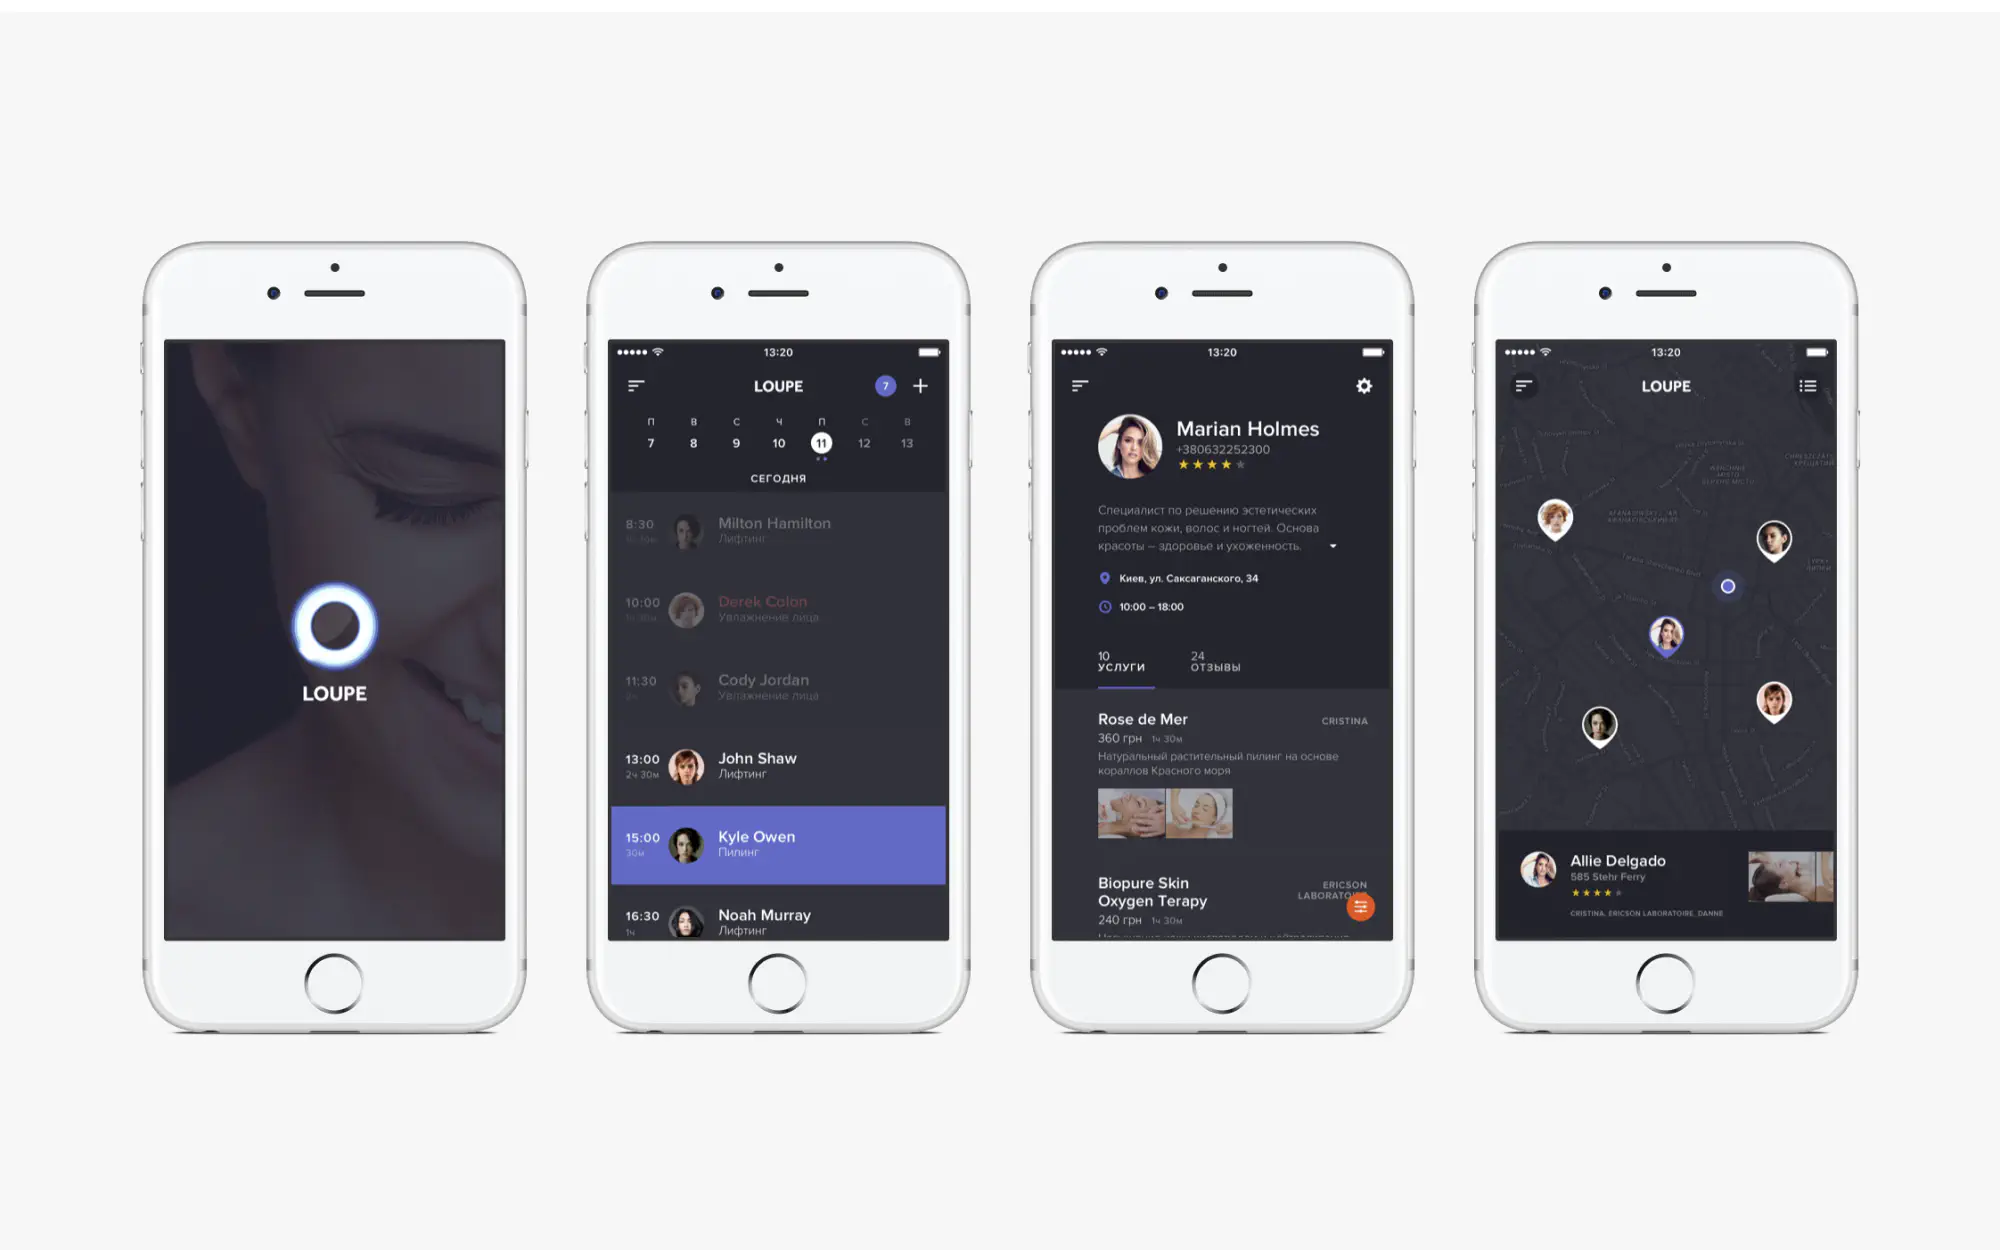 LOUPE
13:20
LOUPE
7
П В С Ч П С В
7 8 9 10 11 12 13
СЕГОДНЯ
8:30 Milton Hamilton
Лифтинг
10:00 Derek Colon
Увлажнение лица
11:30 Cody Jordan
2ч Увлажнение лица
13:00 John Shaw
2ч 30м Лифтинг
15:00 Kyle Owen
30м Пилинг
16:30 Noah Murray
1ч Лифтинг
13:20
Marian Holmes
+380632252300
Специалист по решению эстетических
проблем кожи, волос и ногтей. Основа
красоты – здоровье и ухоженность.
Киев, ул. Саксаганского, 34
10:00 – 18:00
10 24
УСЛУГИ ОТЗЫВЫ
Rose de Mer CRISTINA
360 грн 1ч 30м
Натуральный растительный пилинг на основе
кораллов Красного моря
Biopure Skin ERICSON
Oxygen Terapy
240 грн 1ч 30м
13:20
LOUPE
Allie Delgado
585 Stehr Ferry
CRISTINA, ERICSON LABORATOIRE, DANNE